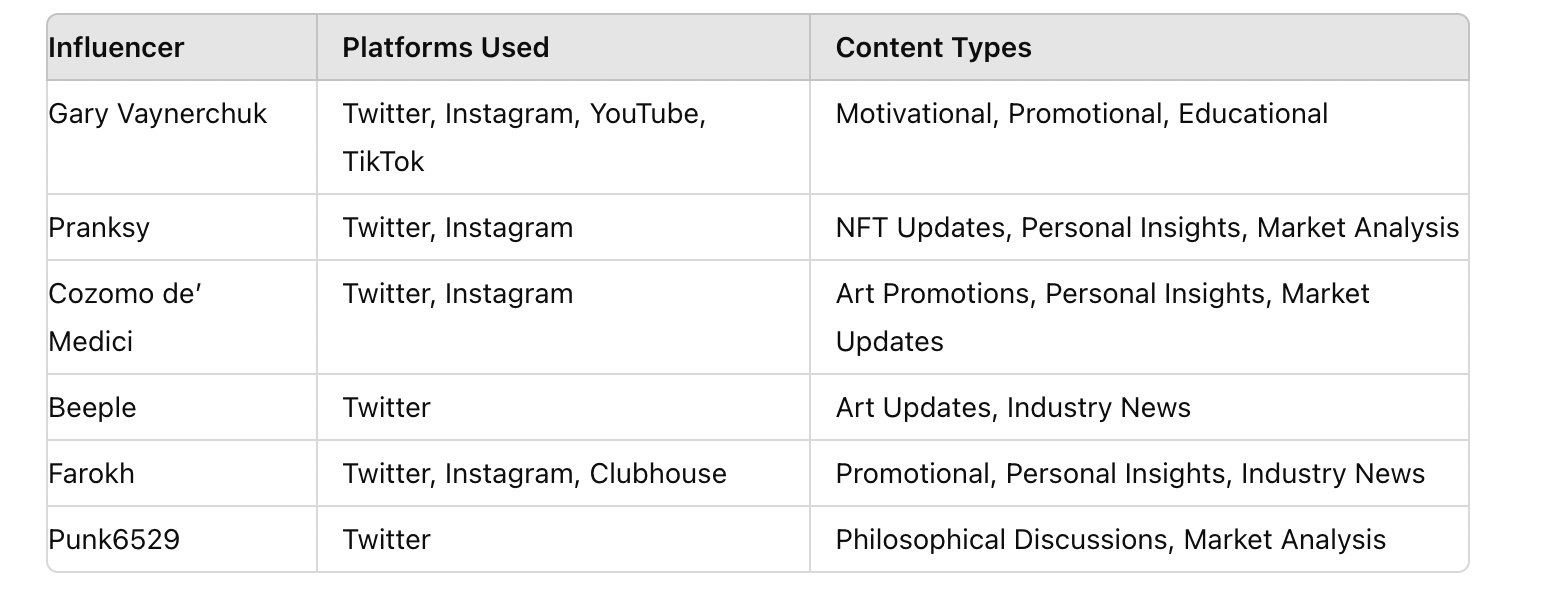 Influencer Platforms Used Content Types
Gary Vaynerchuk Twitter, Instagram, YouTube, Motivational, Promotional, Educational
TikTok
Pranksy Twitter, Instagram NFT Updates, Personal Insights, Market Analysis
Cozomo de’ Twitter, Instagram Art Promotions, Personal Insights, Market
Medici Updates
Beeple Twitter Art Updates, Industry News
Farokh Twitter, Instagram, Clubhouse Promotional, Personal Insights, Industry News
Punk6529 Twitter Philosophical Discussions, Market Analysis